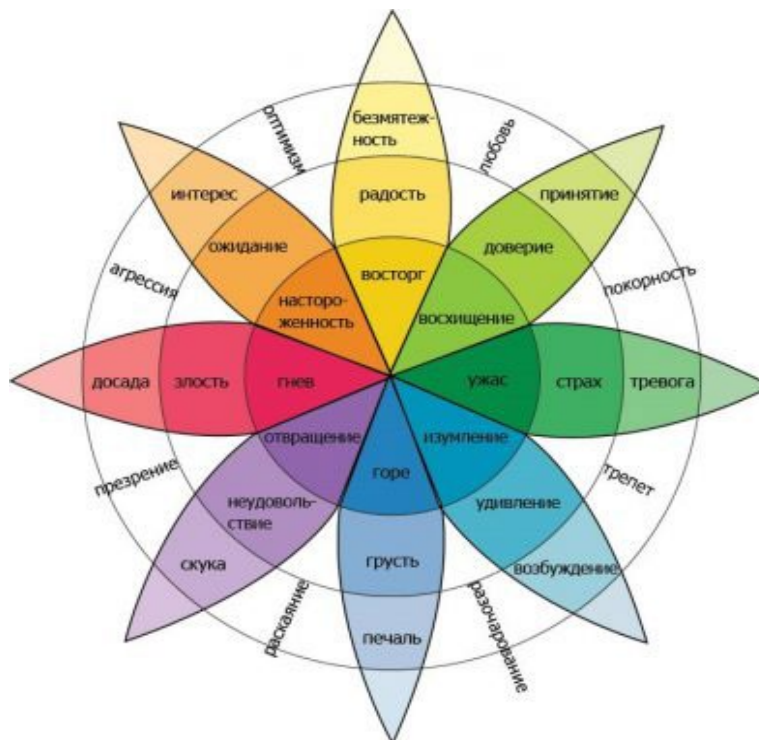 оптимизм
безмятеж-
ность
любовь
интерес
радость
принятие
ожидание
доверие
агрессия
восторг
покорность
насторо-
женность
восхищение
досада
злость
гнев
ужас
страх
тревога
отвращение
изумление
презрение
горе
трепет
неудоволь-
ствие
удивление
скука
грусть
возбуждение
раскаяние
печаль
разочарование